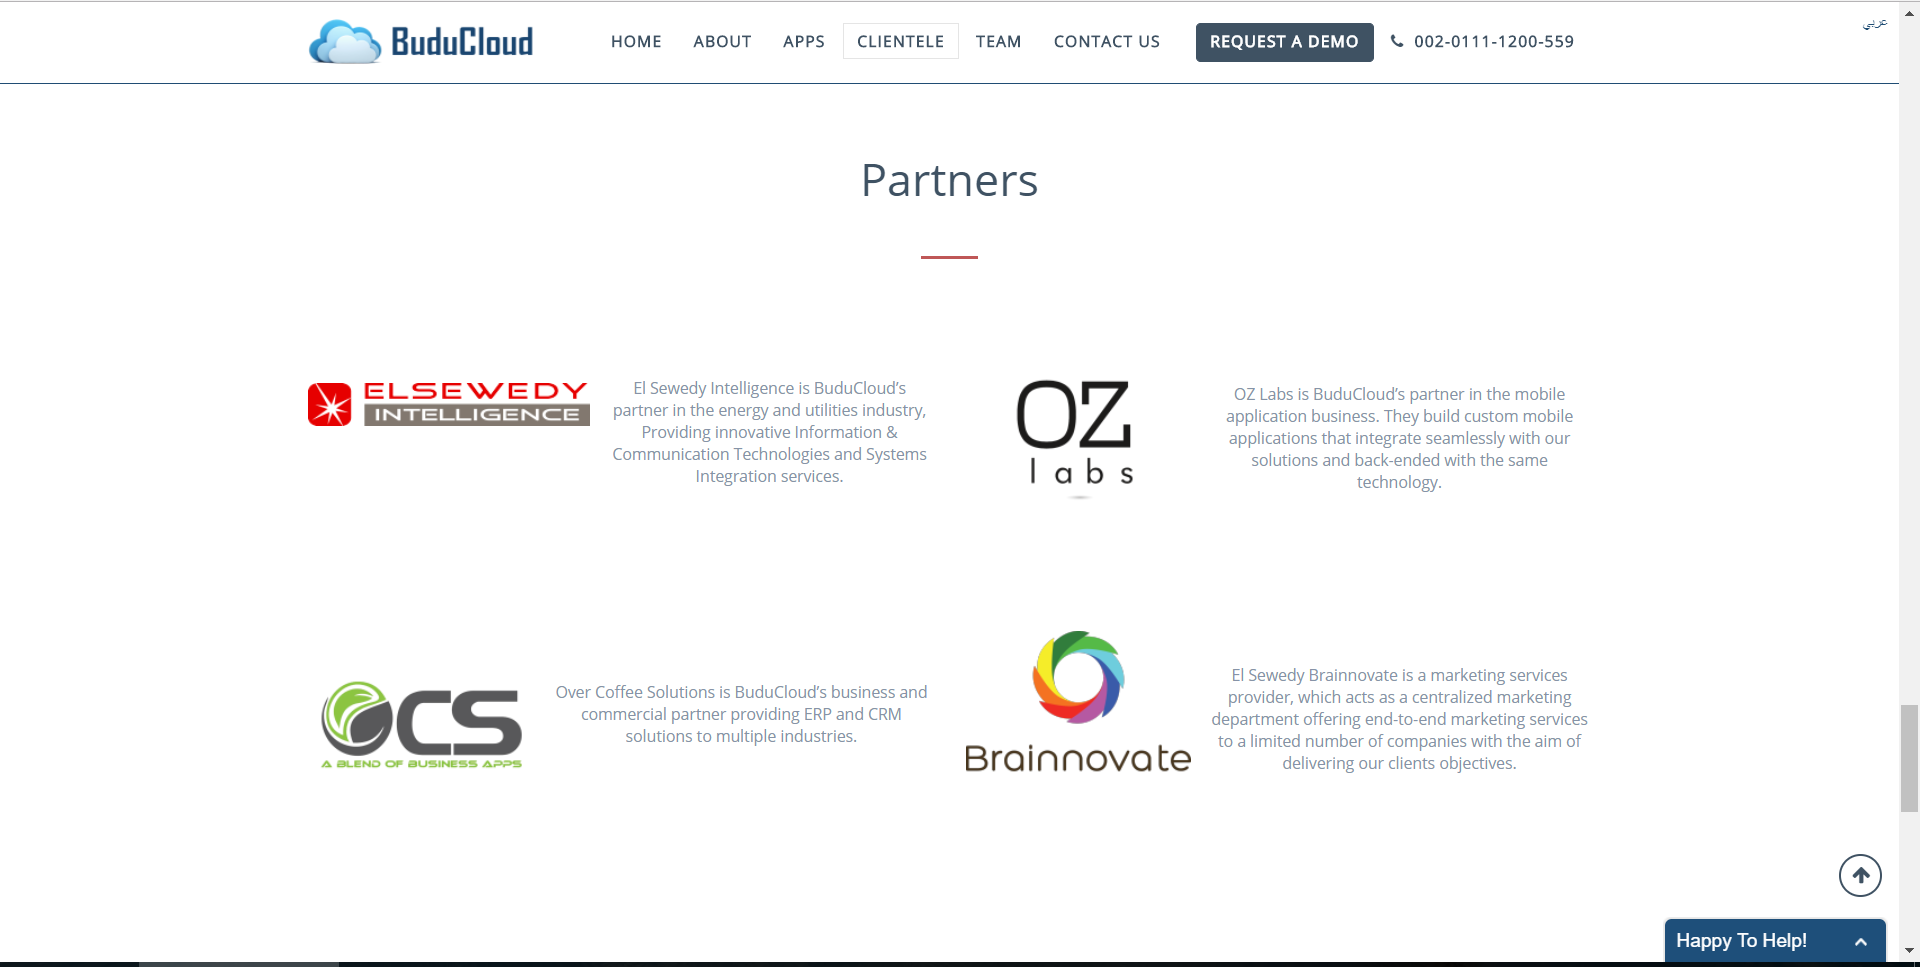 BuduCloud
HOME
ABOUT
APPS
CLIENTELE
TEAM
CONTACT US
REQUEST A DEMO
002-0111-1200-559
عربي
Partners
ELSEWEDY
INTELLIGENCE
El Sewedy Intelligence is BuduCloud’s
partner in the energy and utilities industry,
Providing innovative Information &
Communication Technologies and Systems
Integration services.
OZ
labs
OZ Labs is BuduCloud’s partner in the mobile
application business. They build custom mobile
applications that integrate seamlessly with our
solutions and back-ended with the same
technology.
OCS
A BLEND OF BUSINESS APPS
Over Coffee Solutions is BuduCloud’s business and
commercial partner providing ERP and CRM
solutions to multiple industries.
Brainnovate
El Sewedy Brainnovate is a marketing services
provider, which acts as a centralized marketing
department offering end-to-end marketing services
to a limited number of companies with the aim of
delivering our clients objectives.
Happy To Help!